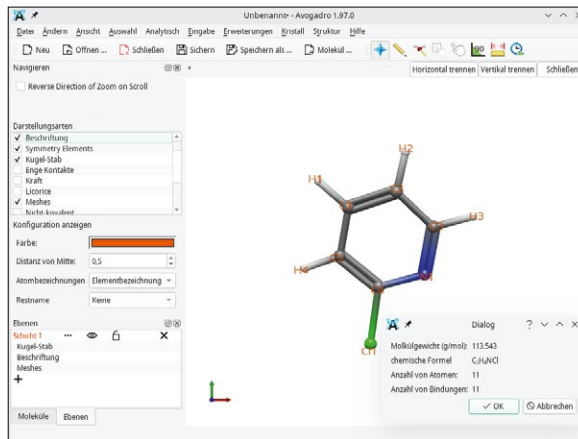 Unbenannt• - Avogadro 1.97.0
Datei Ändern Ansicht Auswahl Analytisch Eingabe Erweiterungen Kristall Struktur Hilfe
Neu Öffnen ... Schließen Sichern Speichern als ... Molekül ...
Navigieren
Horizontal trennen Vertikal trennen Schließen
Reverse Direction of Zoom on Scroll
Darstellungsarten
Beschriftung
Symmetry Elements
Kugel-Stab
Enge Kontakte
Kraft
Licorice
Meshes
Nicht-kovalent
Konfiguration anzeigen
Farbe:
Distanz von Mitte: 0,5
Atombezeichnungen Elementbezeichnung
Restname Keine
Ebenen
Schicht 1 ...
Kugel-Stab
Beschriftung
Meshes
Moleküle Ebenen
H2
H1
H3
H4
Cl1
Dialog
Molkülgewicht (g/mol): 113.543
chemische Formel C₅H₄NCl
Anzahl von Atomen: 11
Anzahl von Bindungen: 11
OK Abbrechen